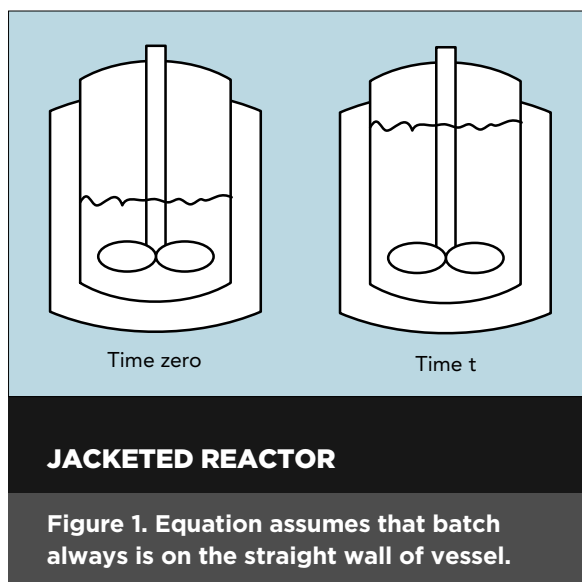 Time zero
Time t
JACKETED REACTOR
Figure 1. Equation assumes that batch
always is on the straight wall of vessel.